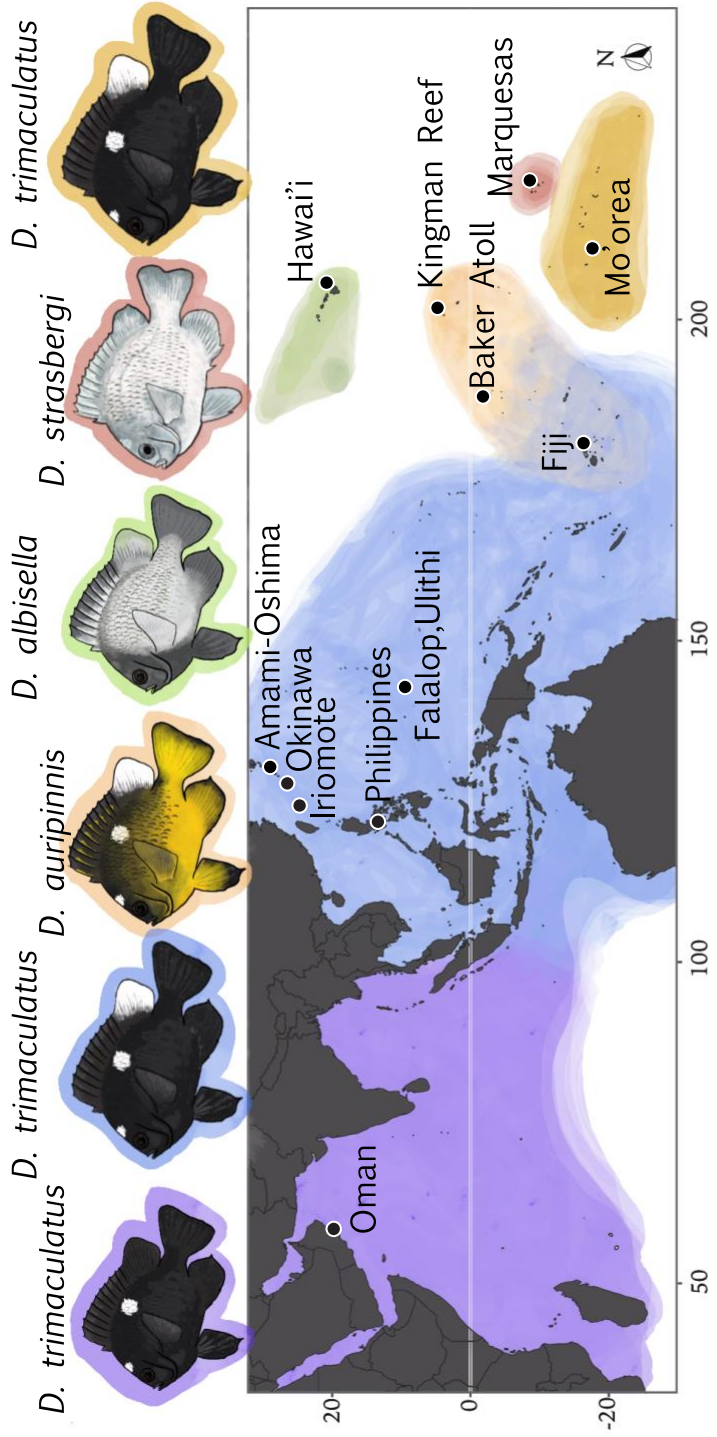 D. trimaculatus
D. trimaculatus
D. auripinnis
D. albisella
D. strasbergi
D. trimaculatus
N
Hawai'i
Amami-Oshima
Okinawa
Iriomote
Oman
Philippines
Falalop,Ulithi
Kingman Reef
Baker Atoll
Marquesas
Fiji
Mo'orea
20
0
-20
50
100
150
200